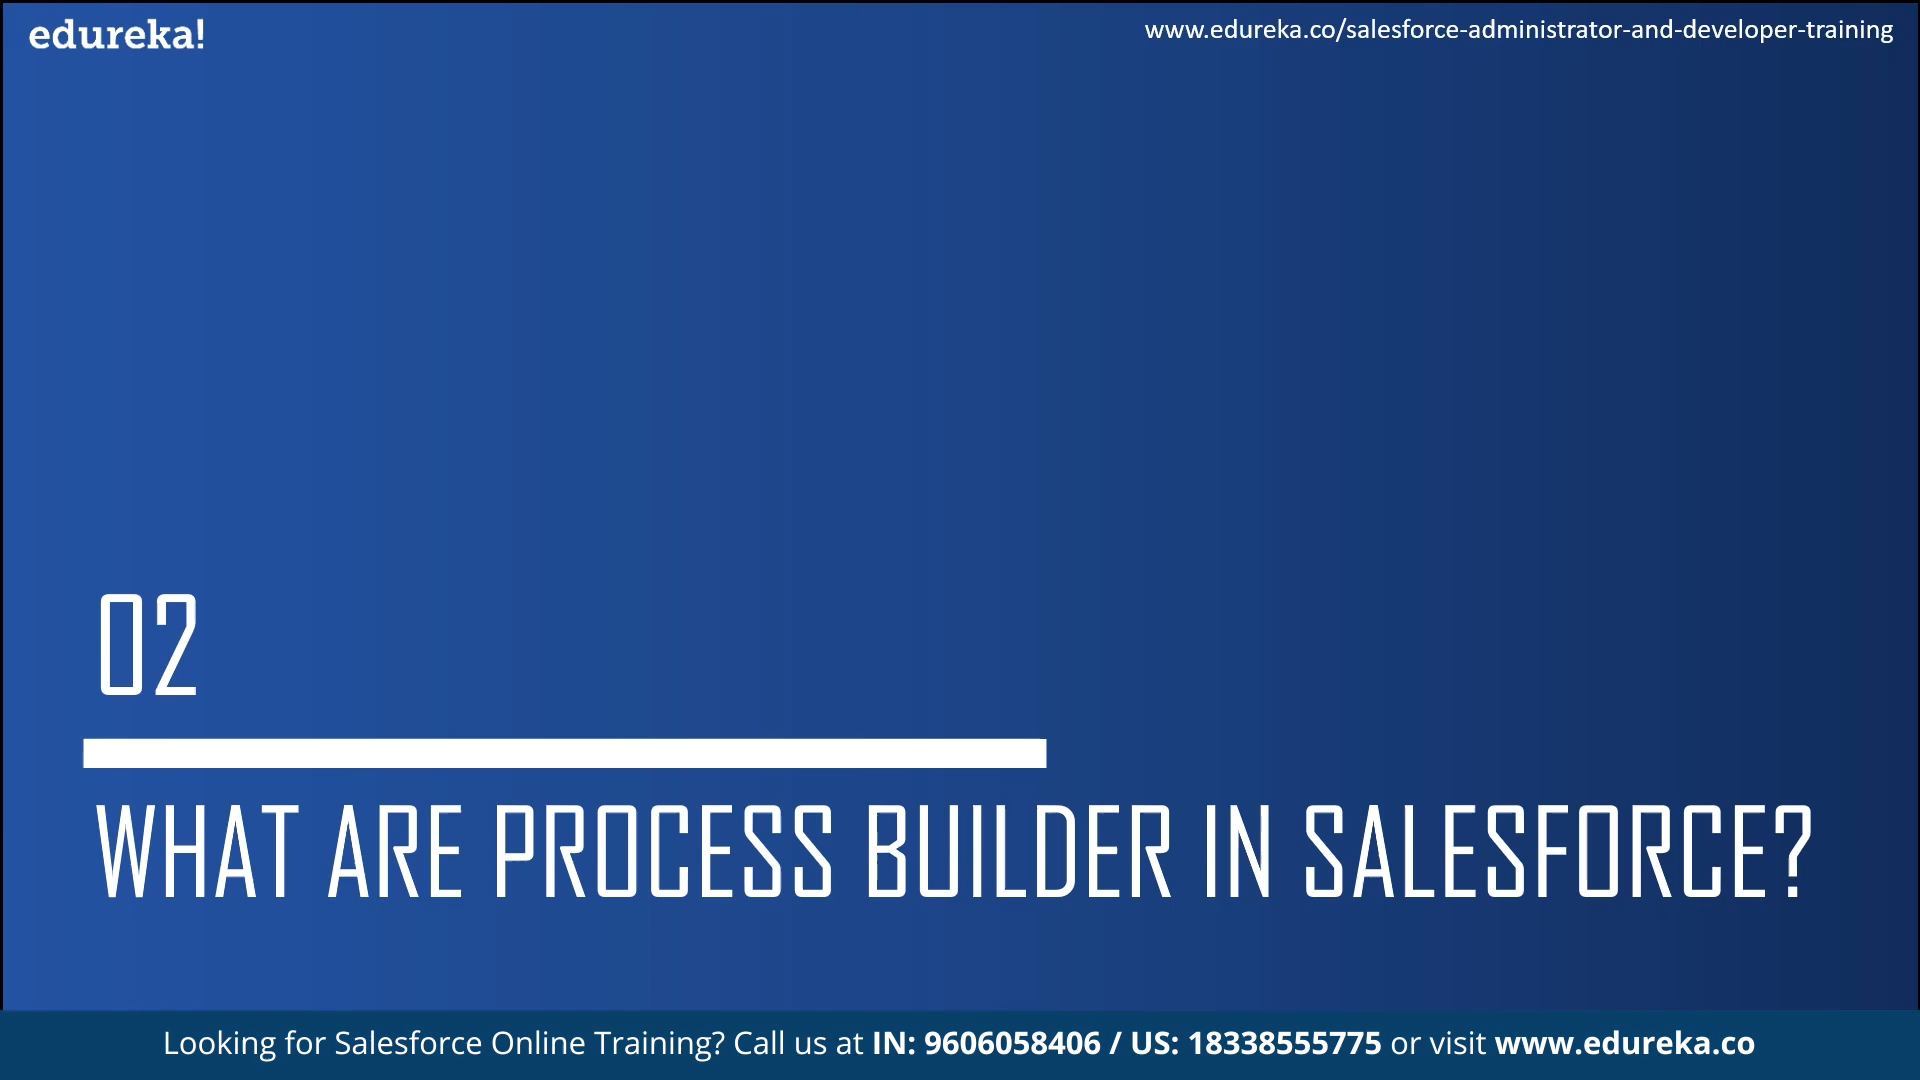 edureka!
www.edureka.co/salesforce-administrator-and-developer-training
02
WHAT ARE PROCESS BUILDER IN SALESFORCE?
Looking for Salesforce Online Training? Call us at IN: 9606058406 / US: 18338555775 or visit www.edureka.co